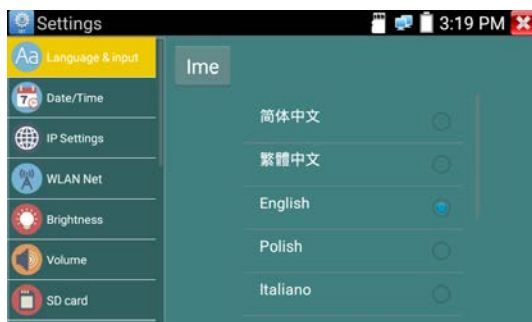 Settings
3:19 PM
Language & input
Date/Time
IP Settings
WLAN Net
Brightness
Volume
SD card
Ime
简体中文
繁體中文
English
Polish
Italiano